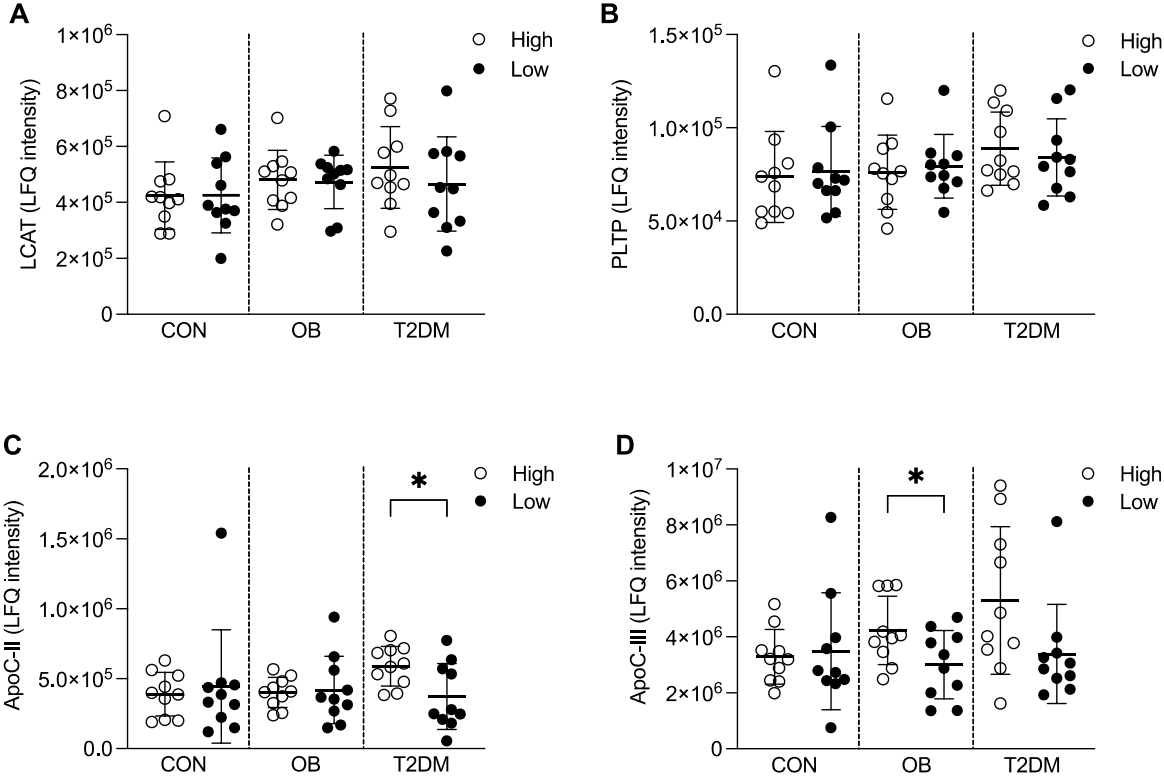 A
LCAT (LFQ intensity)
1×10⁶
8×10⁵
6×10⁵
4×10⁵
2×10⁵
0
CON OB T2DM
High
Low
B
PLTP (LFQ intensity)
1.5×10⁵
1.0×10⁵
5.0×10⁴
0.0
CON OB T2DM
High
Low
C
ApoC-II (LFQ intensity)
2.0×10⁶
1.5×10⁶
1.0×10⁶
5.0×10⁵
0.0
*
CON OB T2DM
High
Low
D
ApoC-III (LFQ intensity)
1×10⁷
8×10⁶
6×10⁶
4×10⁶
2×10⁶
0
*
CON OB T2DM
High
Low